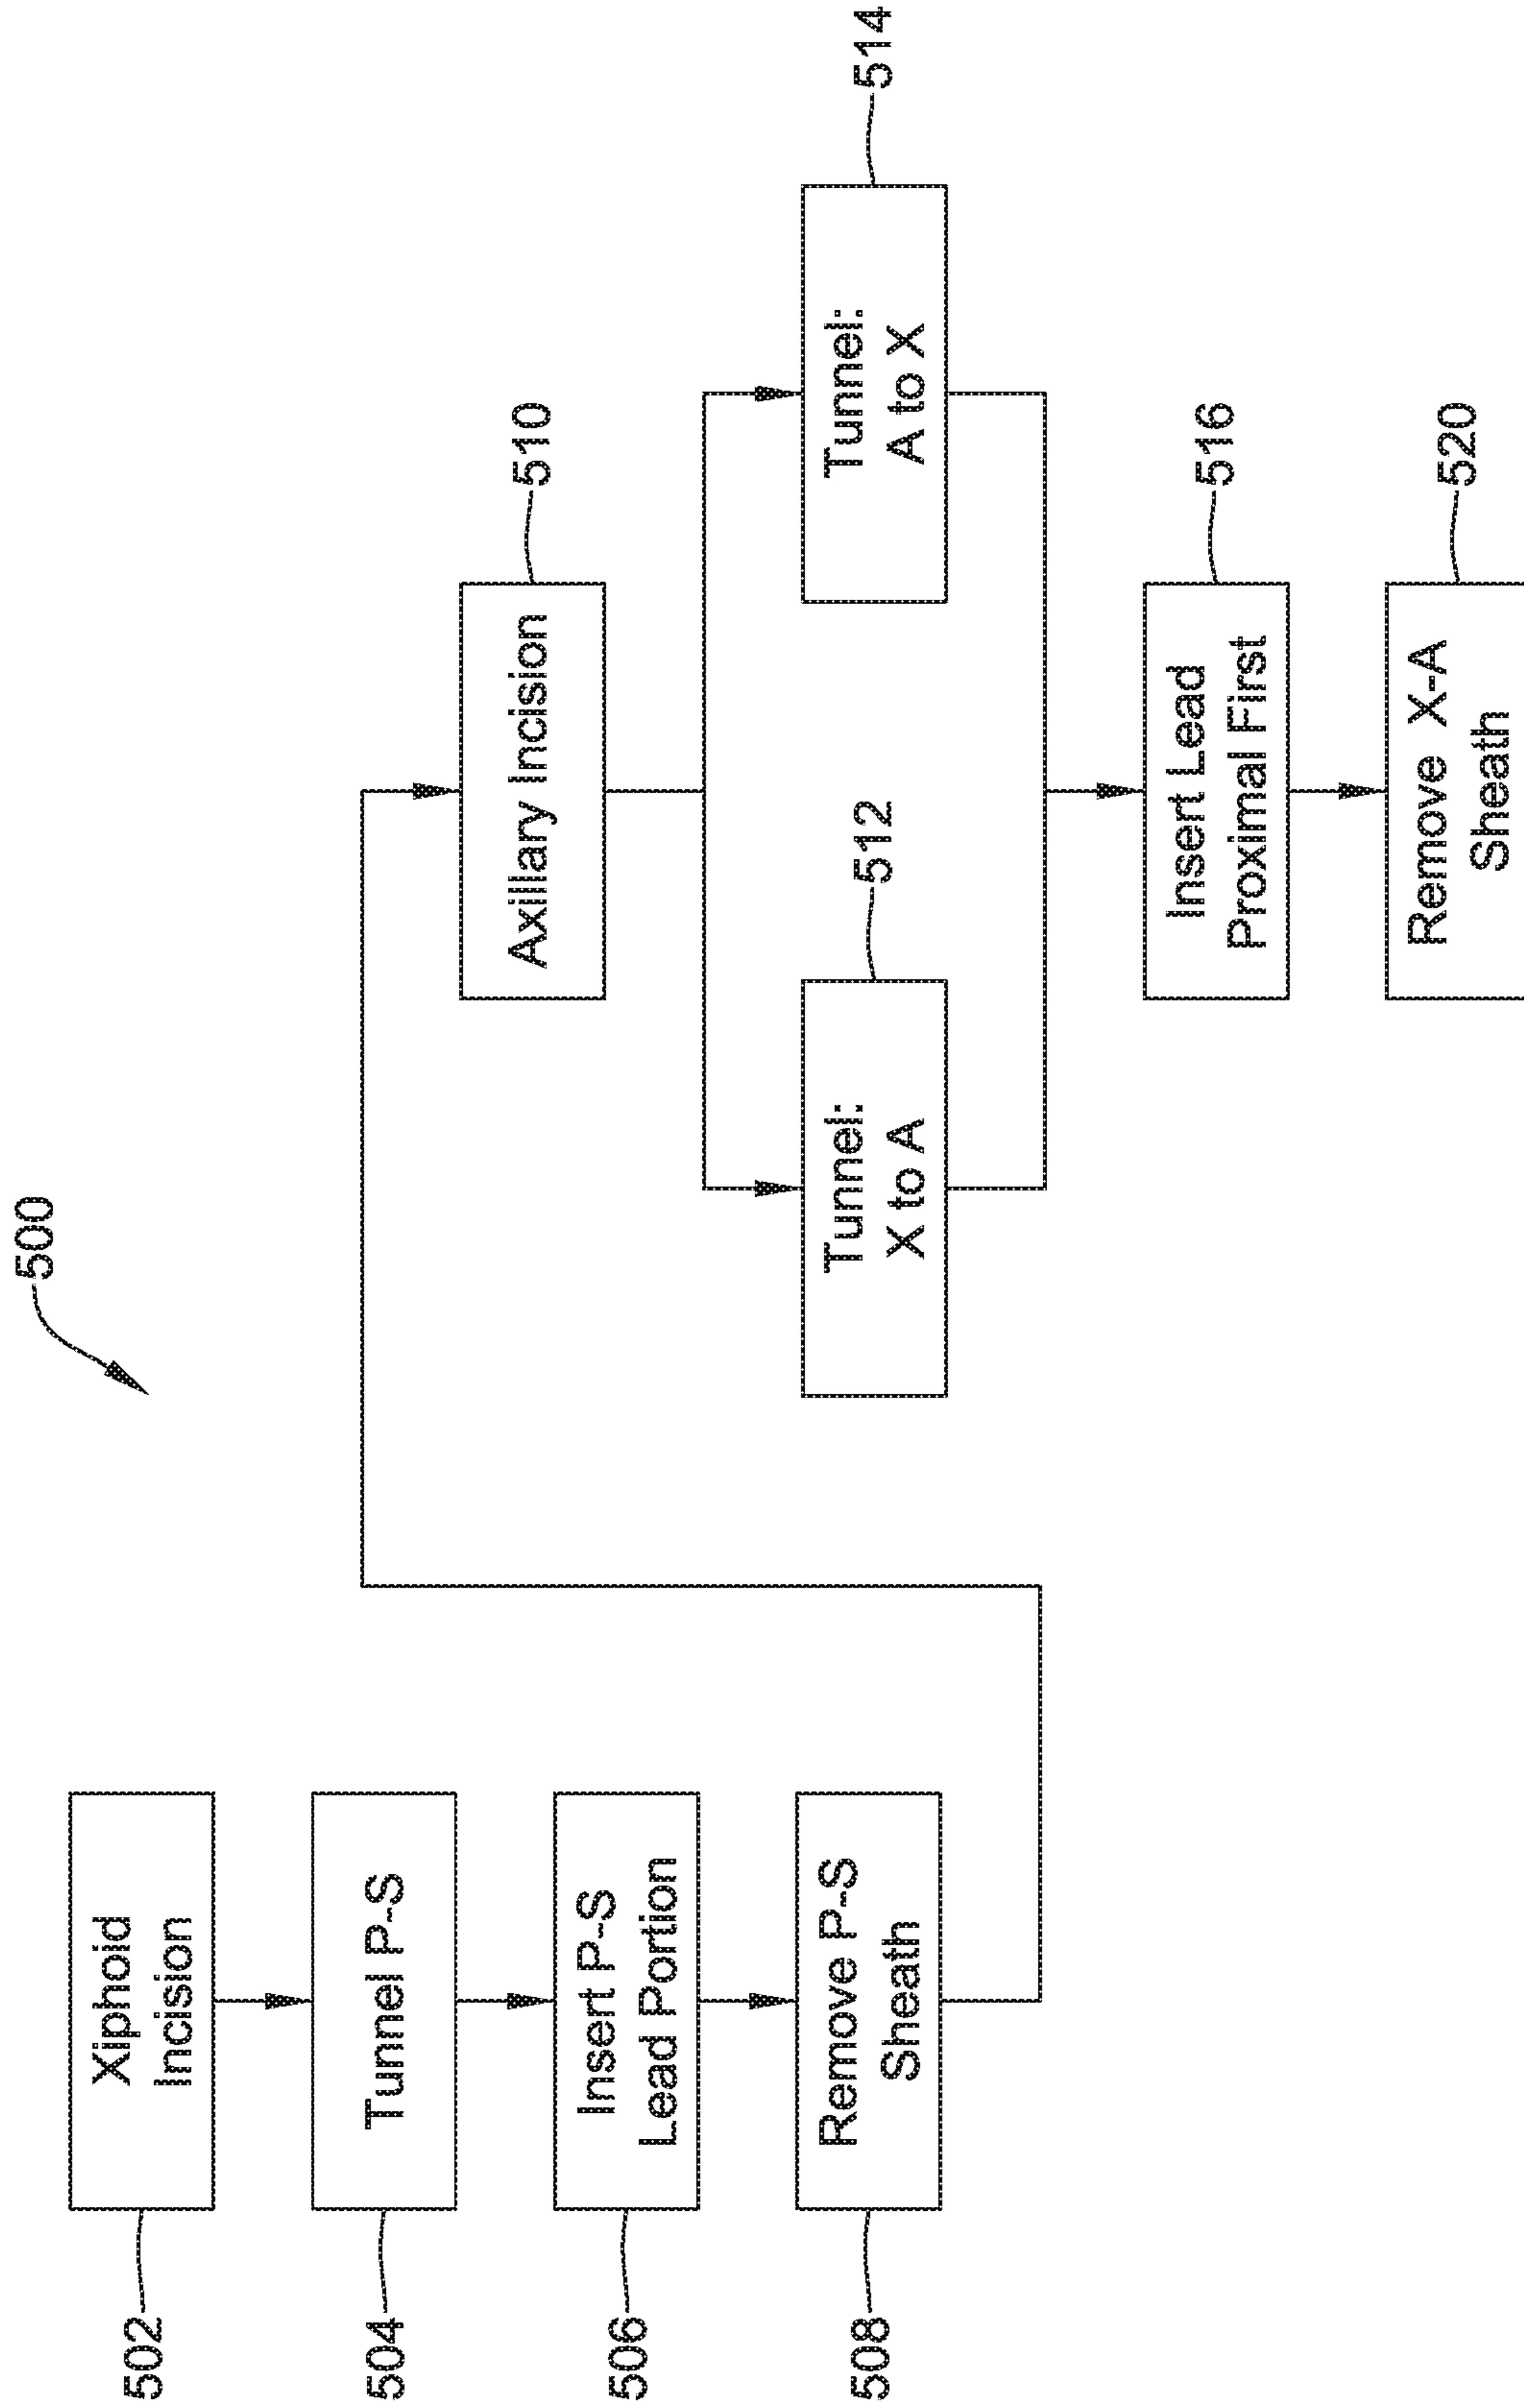 500
502
Xiphoid
Incision
504
Tunnel P-S
506
Insert P-S
Lead Portion
508
Remove P-S
Sheath
Axillary Incision
510
Tunnel:
X to A
512
Tunnel:
A to X
514
Insert Lead
Proximal First
516
Remove X-A
Sheath
520